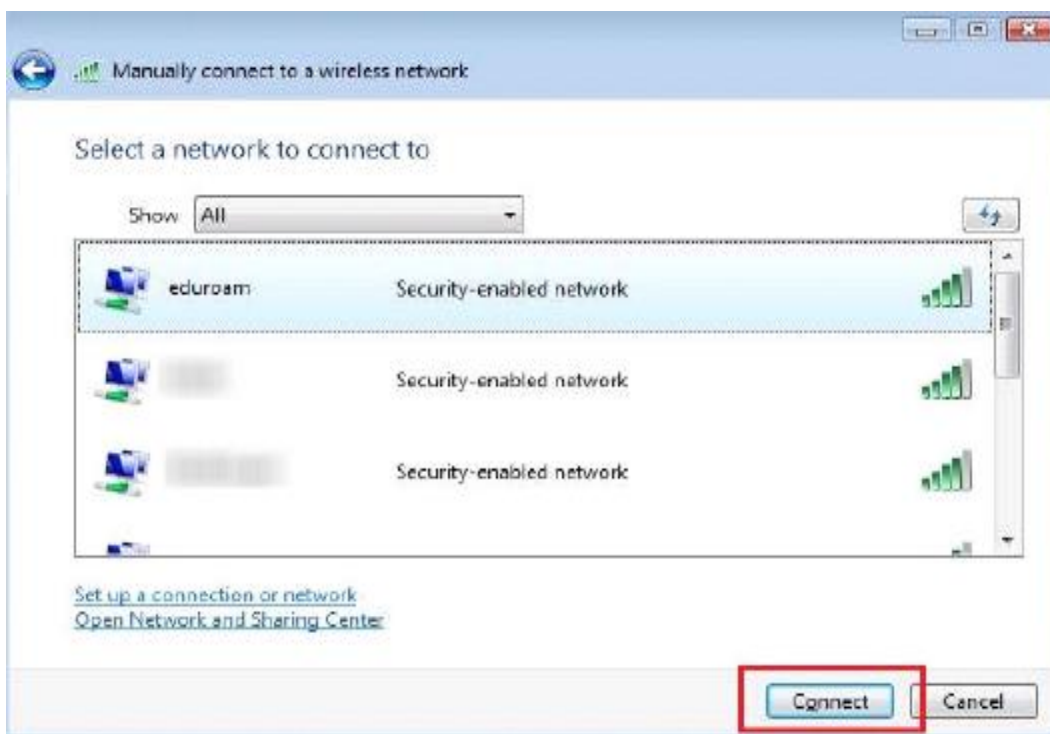 Manually connect to a wireless network
Select a network to connect to
Show All
eduroam Security-enabled network
Security-enabled network
Security-enabled network
Set up a connection or network
Open Network and Sharing Center
Connect Cancel